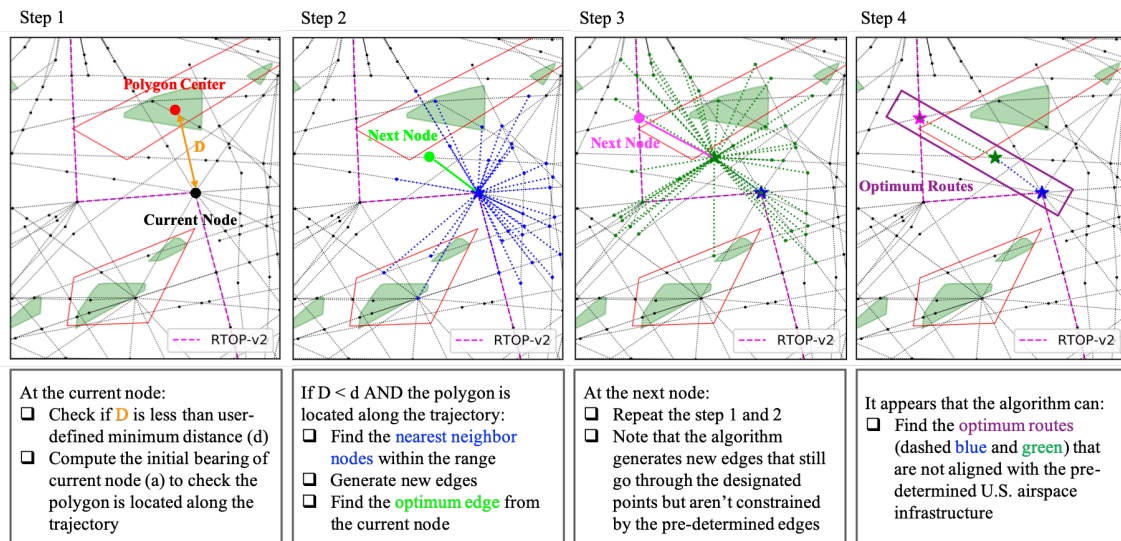 Step 1
Polygon Center
D
Current Node
RTOP-v2
At the current node:
❑ Check if D is less than user-
defined minimum distance (d)
❑ Compute the initial bearing of
current node (a) to check the
polygon is located along the
trajectory
Step 2
Next Node
RTOP-v2
If D < d AND the polygon is
located along the trajectory:
❑ Find the nearest neighbor
nodes within the range
❑ Generate new edges
❑ Find the optimum edge from
the current node
Step 3
Next Node
RTOP-v2
At the next node:
❑ Repeat the step 1 and 2
❑ Note that the algorithm
generates new edges that still
go through the designated
points but aren't constrained
by the pre-determined edges
Step 4
Optimum Routes
RTOP-v2
It appears that the algorithm can:
❑ Find the optimum routes
(dashed blue and green) that
are not aligned with the pre-
determined U.S. airspace
infrastructure